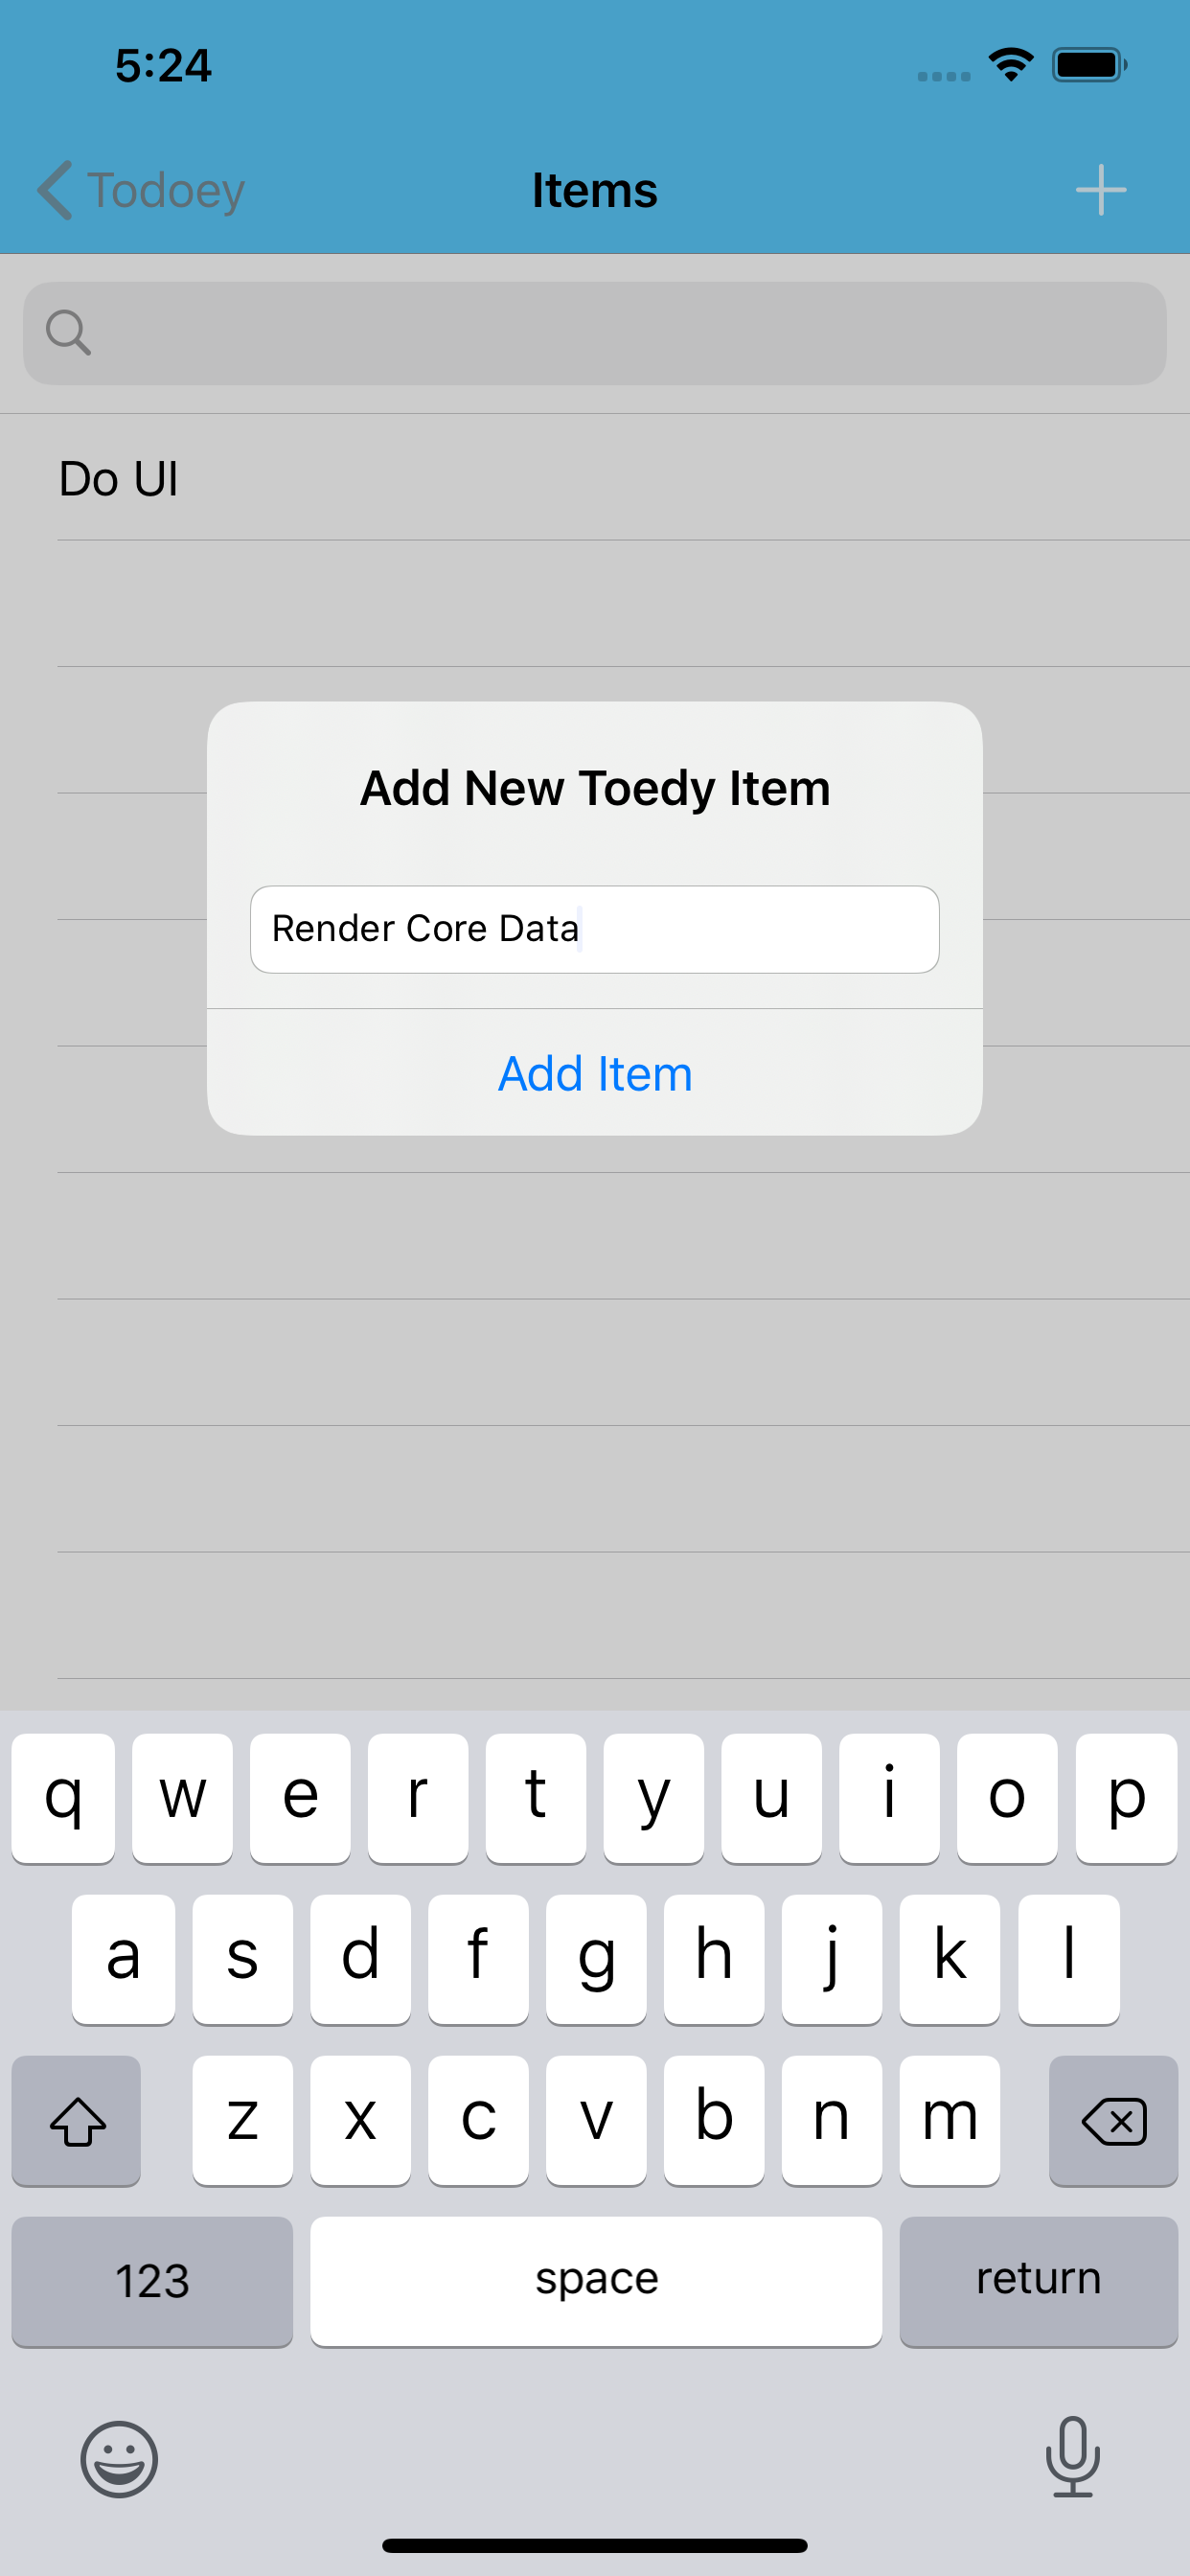 5:24
Todoey Items
Do UI
Add New Toedy Item
Render Core Data
Add Item
q w e r t y u i o p
a s d f g h j k l
z x c v b n m
123 space return